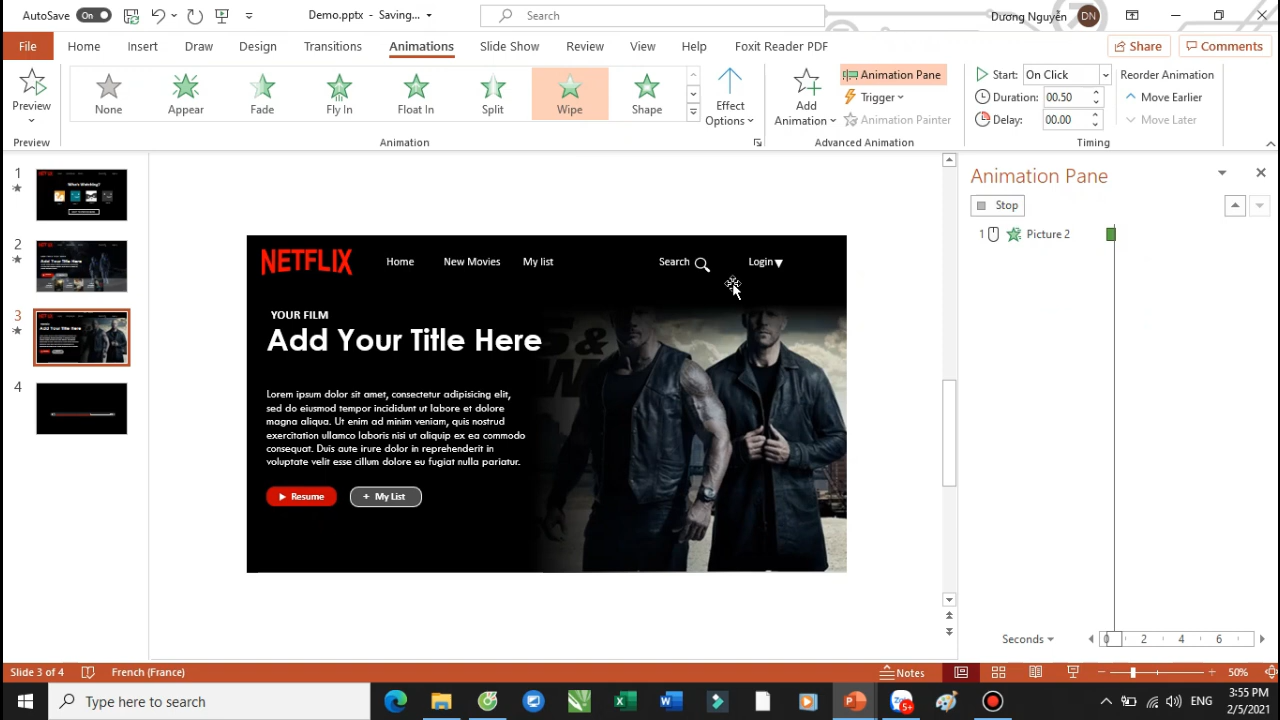 AutoSave On Demo.pptx - Saving... Search Dương Nguyễn DN
File Home Insert Draw Design Transitions Animations Slide Show Review View Help Foxit Reader PDF Share Comments
Preview
None Appear Fade Fly In Float In Split Wipe Shape
Effect
Options
Add
Animation
Animation Pane
Trigger
Animation Painter
Start: On Click
Duration: 00.50
Delay: 00.00
Reorder Animation
Move Earlier
Move Later
Preview Animation Advanced Animation Timing
1
2
3
4
NETFLIX Home New Movies My list Search Login
YOUR FILM
Add Your Title Here
Lorem ipsum dolor sit amet, consectetur adipisicing elit,
sed do eiusmod tempor incididunt ut labore et dolore
magna aliqua. Ut enim ad minim veniam, quis nostrud
exercitation ullamco laboris nisi ut aliquip ex ea commodo
consequat. Duis aute irure dolor in reprehenderit in
voluptate velit esse cillum dolore eu fugiat nulla pariatur.
Resume + My List
Animation Pane
Stop
1 Picture 2
Seconds 0 2 4 6
Slide 3 of 4 French (France) Notes 50%
Type here to search 5+ ENG
3:55 PM
2/5/2021